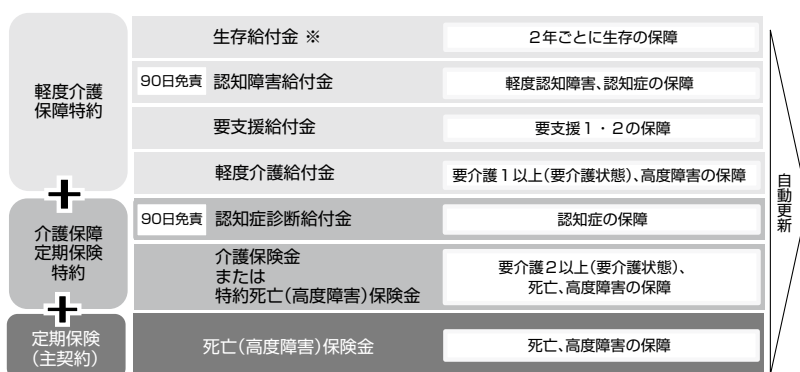 軽度介護
保障特約
生存給付金 ※
2年ごとに生存の保障
90日免責 認知障害給付金
軽度認知障害、認知症の保障
要支援給付金
要支援1・2の保障
軽度介護給付金
要介護1以上(要介護状態)、高度障害の保障
+
介護保障
定期保険
特約
90日免責 認知症診断給付金
認知症の保障
介護保険金
または
特約死亡(高度障害)保険金
要介護2以上(要介護状態)、
死亡、高度障害の保障
+
定期保険
(主契約)
死亡(高度障害)保険金
死亡、高度障害の保障
自動更新